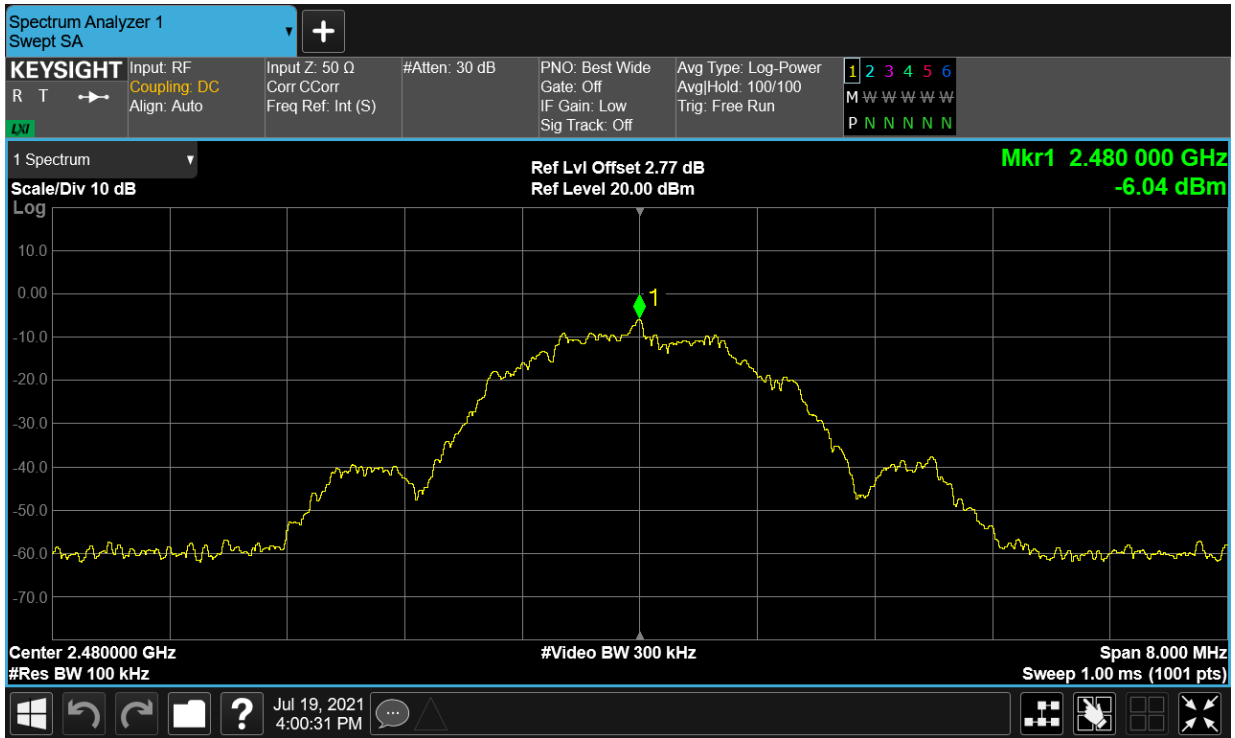 Spectrum Analyzer 1
Swept SA
KEYSIGHT
R T
LXI
Input: RF
Coupling: DC
Align: Auto
Input Z: 50 Ω
Corr CCorr
Freq Ref: Int (S)
#Atten: 30 dB
PNO: Best Wide
Gate: Off
IF Gain: Low
Sig Track: Off
Avg Type: Log-Power
Avg|Hold: 100/100
Trig: Free Run
1 2 3 4 5 6
M W W W W W
P N N N N N
1 Spectrum
Scale/Div 10 dB
Log
Ref Lvl Offset 2.77 dB
Ref Level 20.00 dBm
Mkr1 2.480 000 GHz
-6.04 dBm
10.0
0.00
1
-10.0
-20.0
-30.0
-40.0
-50.0
-60.0
-70.0
Center 2.480000 GHz
#Video BW 300 kHz
Span 8.000 MHz
#Res BW 100 kHz
Sweep 1.00 ms (1001 pts)
?
Jul 19, 2021
4:00:31 PM